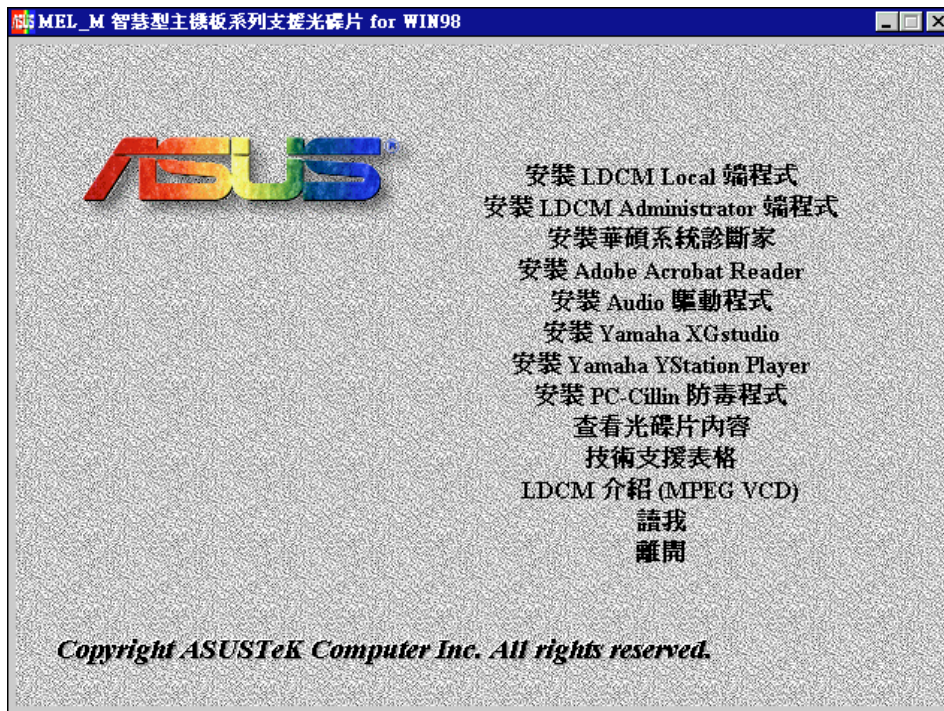 MEL_M 智慧型主機板系列支援光碟片 for WIN98
ASUS®
安裝 LDCM Local 端程式
安裝 LDCM Administrator 端程式
安裝華碩系統診斷家
安裝 Adobe Acrobat Reader
安裝 Audio 驅動程式
安裝 Yamaha XGstudio
安裝 Yamaha YStation Player
安裝 PC-Cillin 防毒程式
查看光碟片內容
技術支援表格
LDCM 介紹 (MPEG VCD)
讀我
離開
Copyright ASUSTeK Computer Inc. All rights reserved.